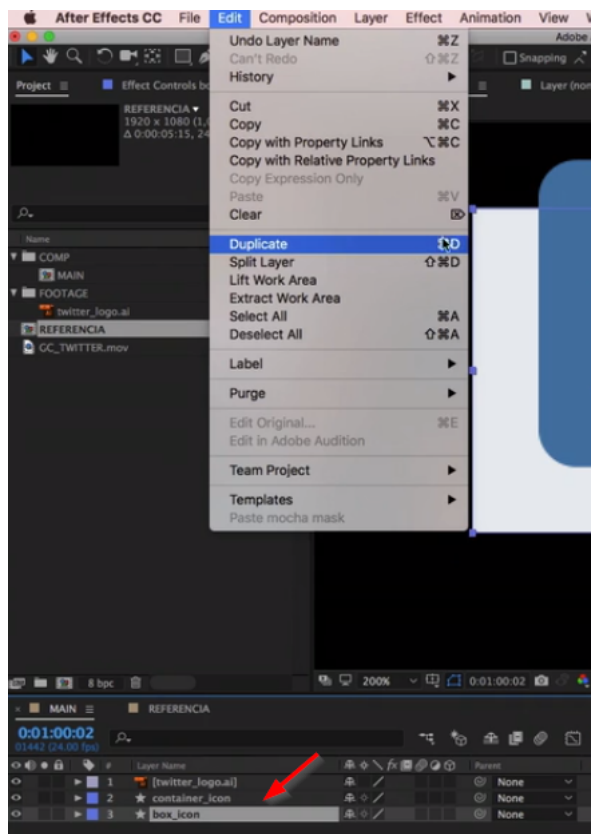 After Effects CC File Edit Composition Layer Effect Animation View
Adobe
Snapping
Project
Effect Controls
Layer (non
REFERENCIA
1920 x 1080
Δ 0:00:05:15, 24
Name
COMP
MAIN
FOOTAGE
twitter_logo.ai
REFERENCIA
GC_TWITTER.mov
Undo Layer Name ⌘Z
Can't Redo ⇧⌘Z
History
Cut ⌘X
Copy ⌘C
Copy with Property Links ⌥⌘C
Copy with Relative Property Links
Copy Expression Only
Paste ⌘V
Clear ⌦
Duplicate ⌘D
Split Layer ⇧⌘D
Lift Work Area
Extract Work Area
Select All ⌘A
Deselect All ⇧⌘A
Label
Purge
Edit Original... ⌘E
Edit in Adobe Audition
Team Project
Templates
Paste mocha mask
8 bpc
200%
0:01:00:02
MAIN
REFERENCIA
0:01:00:02
01442 (24.00 fps)
# Layer Name Parent
1 [twitter_logo.ai] None
2 container_icon None
3 box_icon None